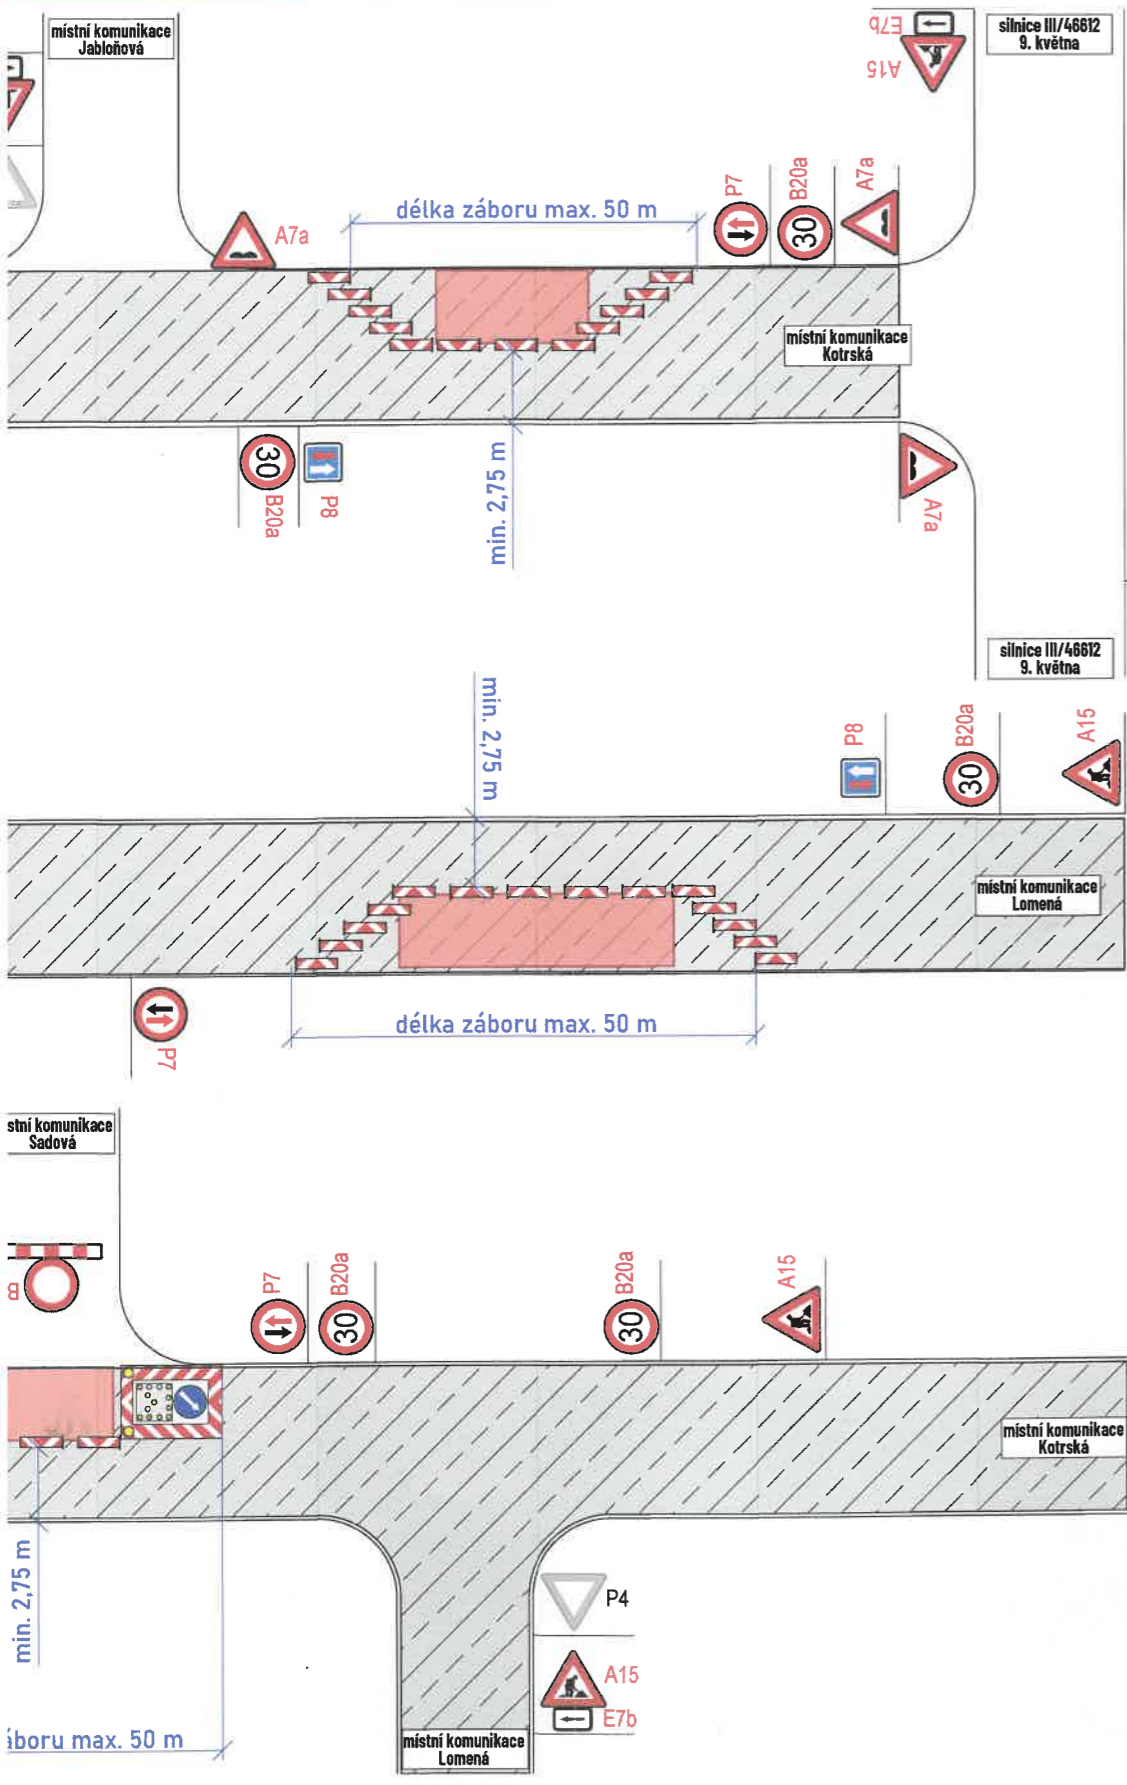 místní komunikace
Jabloňová
E7b
A15
silnice III/46612
9. května
A7a
délka záboru max. 50 m
P7
B20a
30
A7a
místní komunikace
Kotrská
30
B20a
P8
min. 2,75 m
A7a
silnice III/46612
9. května
min. 2,75 m
P8
B20a
30
A15
místní komunikace
Lomená
P7
délka záboru max. 50 m
stní komunikace
Sadová
B
P7
B20a
30
B20a
30
A15
místní komunikace
Kotrská
min. 2,75 m
P4
A15
E7b
áboru max. 50 m
místní komunikace
Lomená